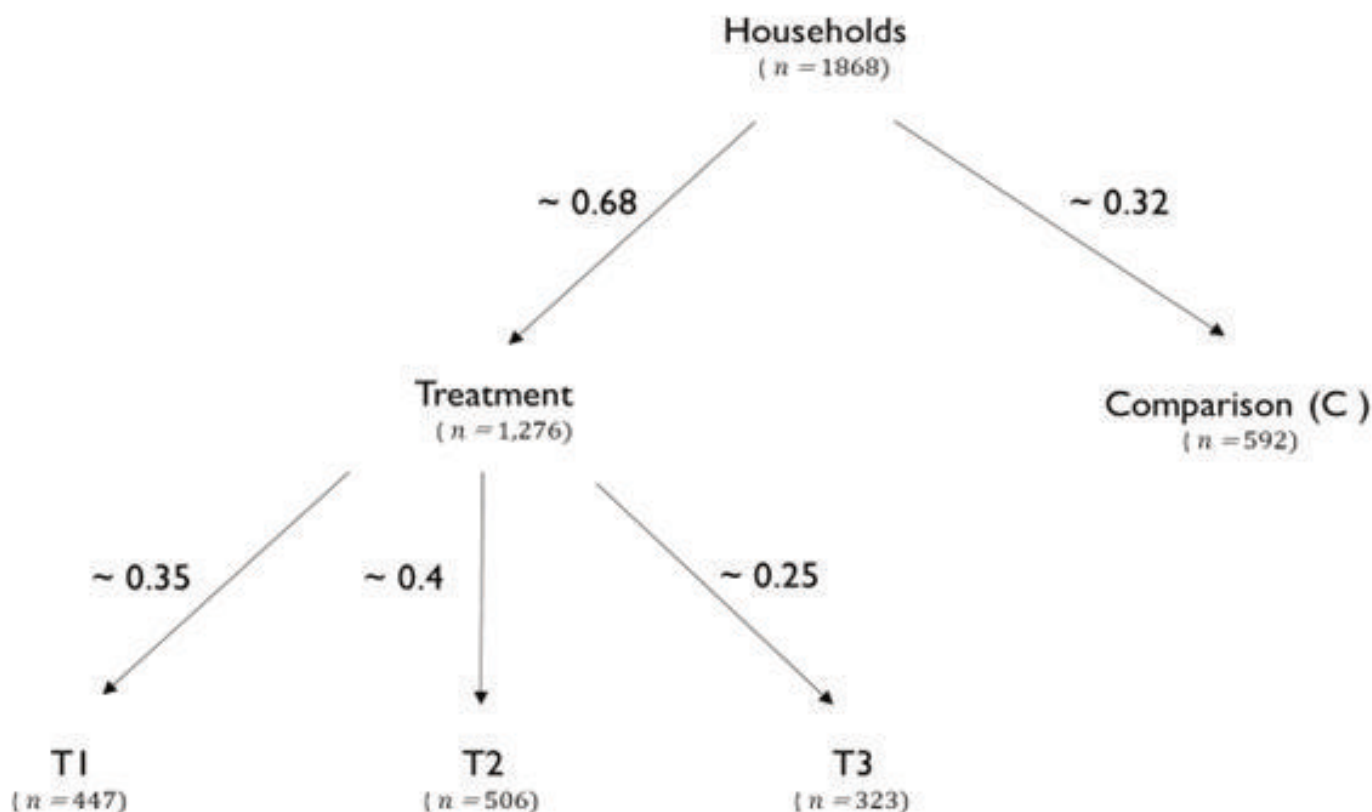 Households
( n = 1868)
~ 0.68
~ 0.32
Treatment
( n = 1,276)
Comparison (C )
( n = 592)
~ 0.35
~ 0.4
~ 0.25
T1
T2
T3
( n = 447)
( n = 506)
( n = 323)